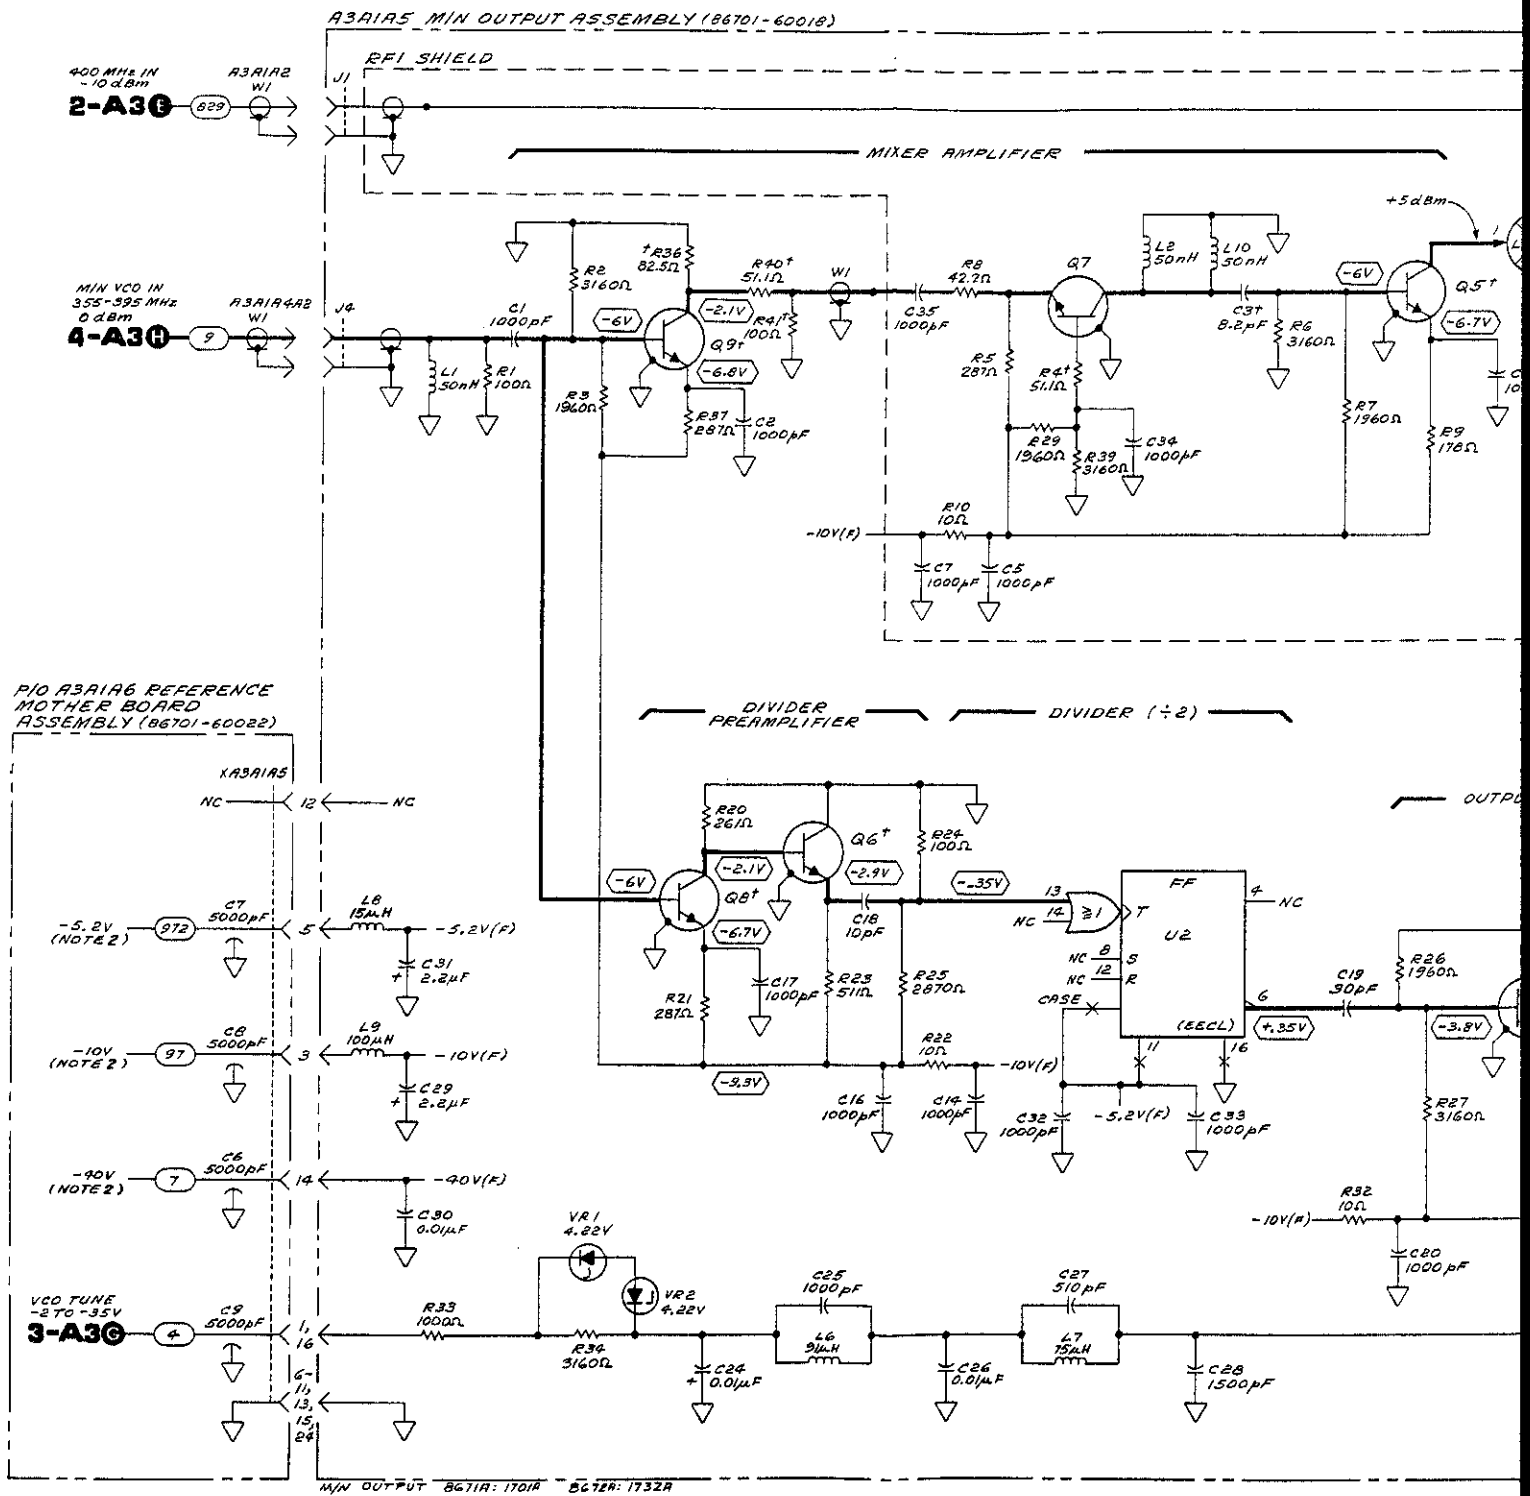 A3A1A5 M/N OUTPUT ASSEMBLY (86701-60018)
RFI SHIELD
400 MHz IN
-10 dBm
2-A3E
829
A3A1A2
W1
J1
MIXER AMPLIFIER
+5 dBm
1
M/N VCO IN
355-395 MHz
0 dBm
4-A3H
9
A3A1A4A2
W1
J4
L1
50nH
R1
100Ω
C1
1000pF
R2
3160Ω
†R36
82.5Ω
-6V
R3
1960Ω
Q9†
-2.1V
-6.8V
R37
287Ω
C2
1000pF
R40†
51.1Ω
R41†
100Ω
W1
C35
1000pF
R8
42.2Ω
Q7
R5
287Ω
R4†
51.1Ω
R29
1960Ω
R39
3160Ω
C34
1000pF
L2
50nH
L10
50nH
C3†
8.2pF
R6
3160Ω
-6V
Q5†
-6.7V
R7
1960Ω
R9
178Ω
C
10
-10V(F)
R10
10Ω
C7
1000pF
C5
1000pF
P/O A3A1A6 REFERENCE
MOTHER BOARD
ASSEMBLY (86701-60022)
XA3A1A5
NC
12
NC
DIVIDER
PREAMPLIFIER
DIVIDER (÷2)
OUTPU
R20
261Ω
Q6†
R24
100Ω
-6V
Q8†
-2.1V
-2.9V
C18
10pF
-.35V
13
14
NC
≥1
T
FF
U2
(EECL)
4
NC
NC
8
S
NC
12
R
CASE
6
+.35V
11
16
-6.7V
R21
287Ω
C17
1000pF
R23
511Ω
R25
2870Ω
R22
10Ω
-10V(F)
-9.3V
C16
1000pF
C14
1000pF
C32
1000pF
-5.2V(F)
C33
1000pF
C19
30pF
R26
1960Ω
-3.8V
R27
3160Ω
R32
10Ω
-10V(F)
C20
1000pF
-5.2V
(NOTE 2)
972
C7
5000pF
5
L8
15µH
-5.2V(F)
+
C31
2.2µF
-10V
(NOTE 2)
97
C8
5000pF
3
L9
100µH
-10V(F)
+
C29
2.2µF
-40V
(NOTE 2)
7
C6
5000pF
14
-40V(F)
C30
0.01µF
VCO TUNE
-2 TO -35V
3-A3G
4
C9
5000pF
1,
16
R33
1000Ω
VR1
4.22V
VR2
4.22V
R34
3160Ω
+
C24
0.01µF
C25
1000pF
L6
91µH
C26
0.01µF
C27
510pF
L7
75µH
C28
1500pF
6-
11,
13,
15,
24
M/N OUTPUT 8671A: 1701A 8672A: 1732A